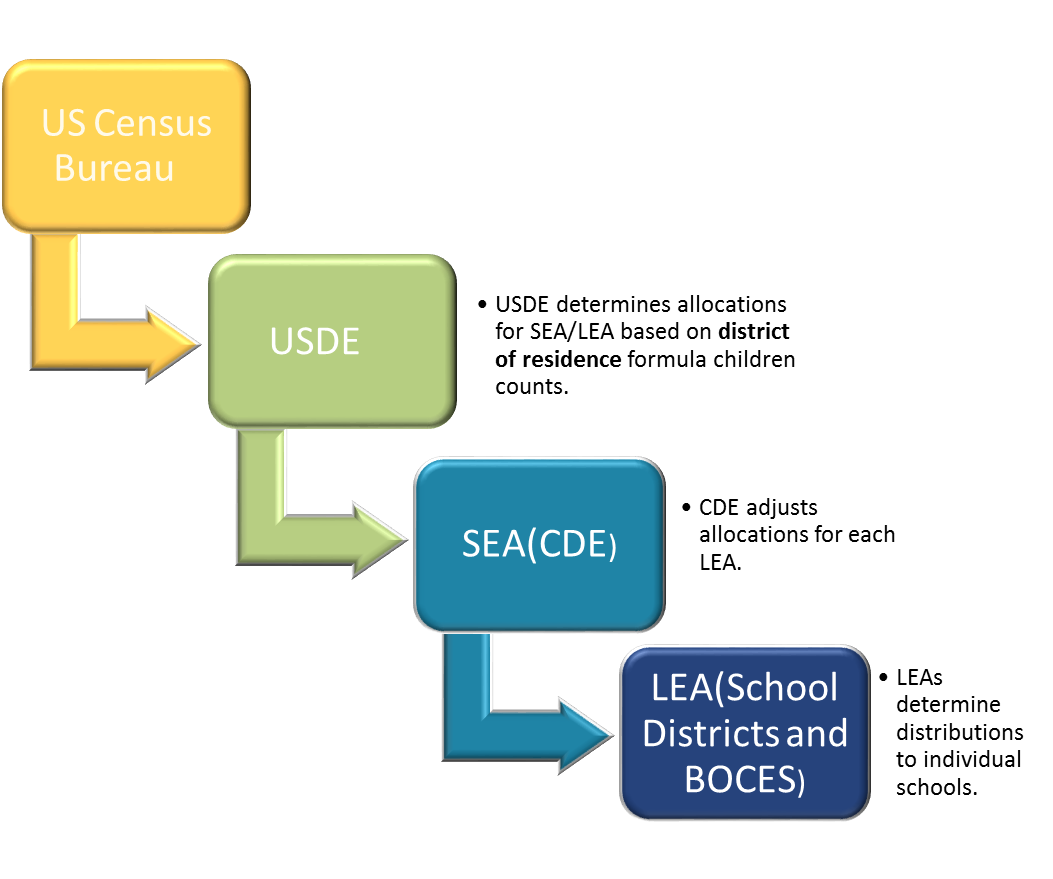 US Census
Bureau
USDE
• USDE determines allocations
for SEA/LEA based on district
of residence formula children
counts.
SEA(CDE)
• CDE adjusts
allocations for each
LEA.
LEA(School
Districts and
BOCES)
• LEAs
determine
distributions
to individual
schools.